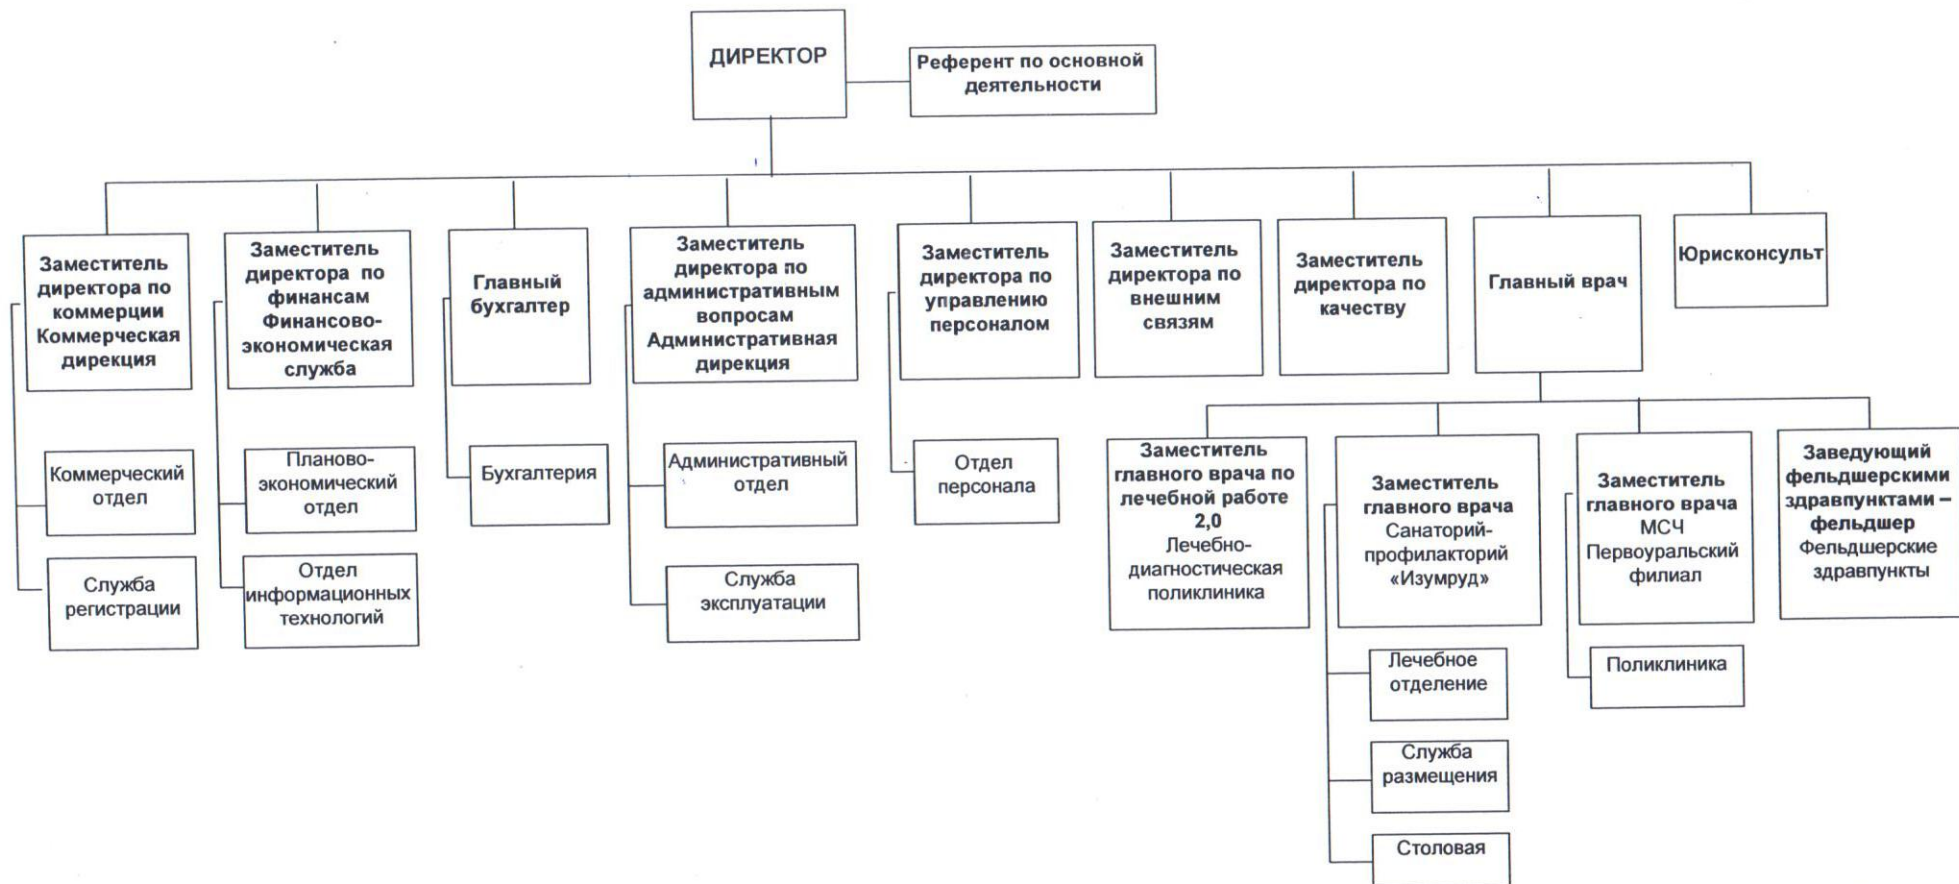 ДИРЕКТОР
Референт по основной
деятельности
Заместитель
директора по
коммерции
Коммерческая
дирекция
Заместитель
директора по
финансам
Финансово-
экономическая
служба
Главный
бухгалтер
Заместитель
директора по
административным
вопросам
Административная
дирекция
Заместитель
директора по
управлению
персоналом
Заместитель
директора по
внешним
связям
Заместитель
директора по
качеству
Главный врач
Юрисконсульт
Коммерческий
отдел
Служба
регистрации
Планово-
экономический
отдел
Отдел
информационных
технологий
Бухгалтерия
Административный
отдел
Служба
эксплуатации
Отдел
персонала
Заместитель
главного врача по
лечебной работе
2,0
Лечебно-
диагностическая
поликлиника
Заместитель
главного врача
Санаторий-
профилакторий
«Изумруд»
Заместитель
главного врача
МСЧ
Первоуральский
филиал
Заведующий
фельдшерскими
здравпунктами –
фельдшер
Фельдшерские
здравпункты
Лечебное
отделение
Служба
размещения
Столовая
Поликлиника